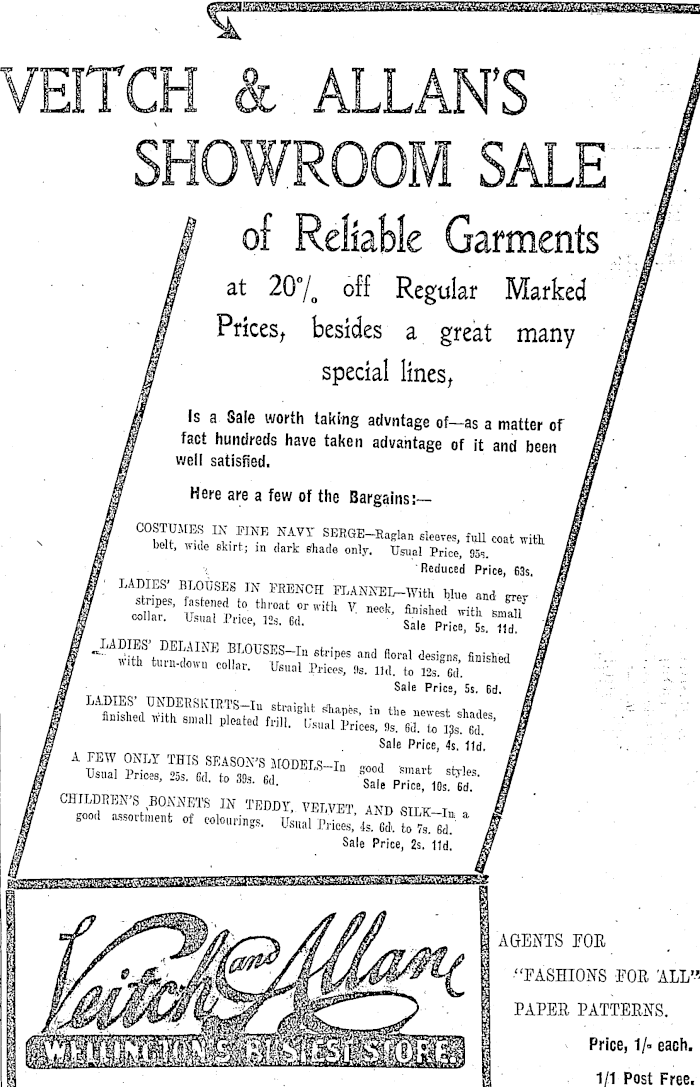 VEITCH & ALLAN'S
SHOWROOM SALE
of Reliable Garments
at 20% off Regular Marked
Prices, besides a great many
special lines,
Is a Sale worth taking advntage of—as a matter of
fact hundreds have taken advantage of it and been
well satisfied.
Here are a few of the Bargains:—
COSTUMES IN FINE NAVY SERGE—Raglan sleeves, full coat with
belt, wide skirt; in dark shade only. Usual Price, 95s.
Reduced Price, 63s.
LADIES' BLOUSES IN FRENCH FLANNEL—With blue and grey
stripes, fastened to throat or with V neck, finished with small
collar. Usual Price, 12s. 6d. Sale Price, 5s. 11d.
LADIES' DELAINE BLOUSES—In stripes and floral designs, finished
with turn-down collar. Usual Prices, 9s. 11d. to 12s. 6d.
Sale Price, 5s. 6d.
LADIES' UNDERSKIRTS—In straight shapes, in the newest shades,
finished with small pleated frill. Usual Prices, 9s. 6d. to 13s. 6d.
Sale Price, 4s. 11d.
A FEW ONLY THIS SEASON'S MODELS—In good smart styles.
Usual Prices, 25s. 6d. to 39s. 6d. Sale Price, 10s. 6d.
CHILDREN'S BONNETS IN TEDDY, VELVET, AND SILK—In a
good assortment of colourings. Usual Prices, 4s. 6d. to 7s. 6d.
Sale Price, 2s. 11d.
Veitch and Allan
WELLINGTON'S BUSIEST STORE.
AGENTS FOR
"FASHIONS FOR ALL"
PAPER PATTERNS.
Price, 1/- each.
1/1 Post Free.